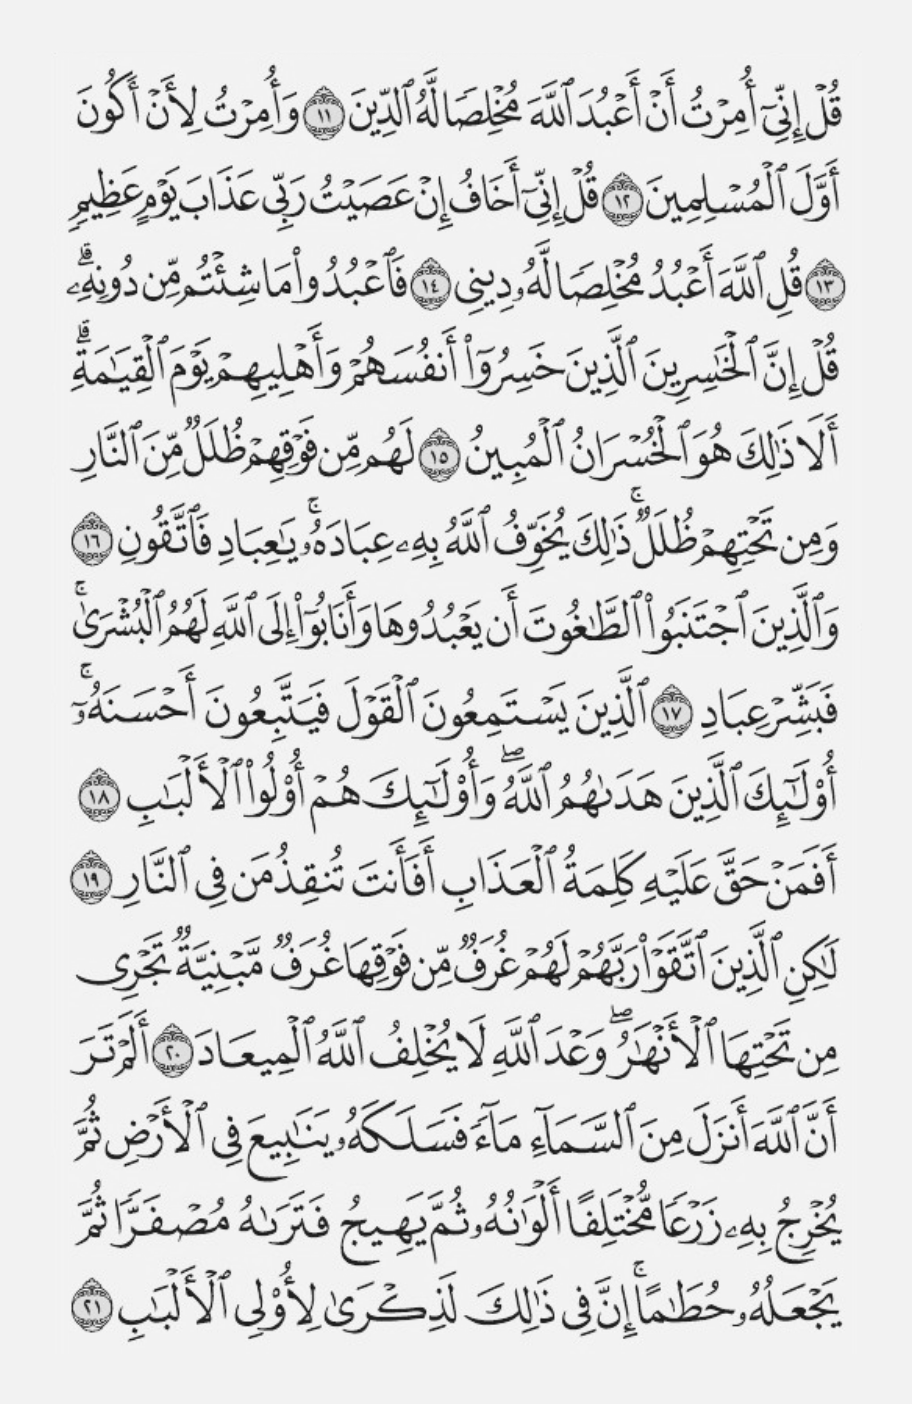 قُلْ إِنِّيٓ أُمِرْتُ أَنْ أَعْبُدَ ٱللَّهَ مُخْلِصًا لَّهُ ٱلدِّينَ ١١ وَأُمِرْتُ لِأَنْ أَكُونَ
أَوَّلَ ٱلْمُسْلِمِينَ ١٢ قُلْ إِنِّيٓ أَخَافُ إِنْ عَصَيْتُ رَبِّي عَذَابَ يَوْمٍ عَظِيمٍ
١٣ قُلِ ٱللَّهَ أَعْبُدُ مُخْلِصًا لَّهُۥ دِينِي ١٤ فَٱعْبُدُوا۟ مَا شِئْتُم مِّن دُونِهِۦۗ
قُلْ إِنَّ ٱلْخَٰسِرِينَ ٱلَّذِينَ خَسِرُوٓا۟ أَنفُسَهُمْ وَأَهْلِيهِمْ يَوْمَ ٱلْقِيَٰمَةِۗ
أَلَا ذَٰلِكَ هُوَ ٱلْخُسْرَانُ ٱلْمُبِينُ ١٥ لَهُم مِّن فَوْقِهِمْ ظُلَلٌ مِّنَ ٱلنَّارِ
وَمِن تَحْتِهِمْ ظُلَلٌۚ ذَٰلِكَ يُخَوِّفُ ٱللَّهُ بِهِۦ عِبَادَهُۥۚ يَٰعِبَادِ فَٱتَّقُونِ ١٦
وَٱلَّذِينَ ٱجْتَنَبُوا۟ ٱلطَّٰغُوتَ أَن يَعْبُدُوهَا وَأَنَابُوٓا۟ إِلَى ٱللَّهِ لَهُمُ ٱلْبُشْرَىٰۚ
فَبَشِّرْ عِبَادِ ١٧ ٱلَّذِينَ يَسْتَمِعُونَ ٱلْقَوْلَ فَيَتَّبِعُونَ أَحْسَنَهُۥٓۚ
أُو۟لَٰٓئِكَ ٱلَّذِينَ هَدَىٰهُمُ ٱللَّهُۖ وَأُو۟لَٰٓئِكَ هُمْ أُو۟لُوا۟ ٱلْأَلْبَٰبِ ١٨
أَفَمَنْ حَقَّ عَلَيْهِ كَلِمَةُ ٱلْعَذَابِ أَفَأَنتَ تُنقِذُ مَن فِي ٱلنَّارِ ١٩
لَٰكِنِ ٱلَّذِينَ ٱتَّقَوْا۟ رَبَّهُمْ لَهُمْ غُرَفٌ مِّن فَوْقِهَا غُرَفٌ مَّبْنِيَّةٌ تَجْرِي
مِن تَحْتِهَا ٱلْأَنْهَٰرُۖ وَعْدَ ٱللَّهِ لَا يُخْلِفُ ٱللَّهُ ٱلْمِيعَادَ ٢٠ أَلَمْ تَرَ
أَنَّ ٱللَّهَ أَنزَلَ مِنَ ٱلسَّمَآءِ مَآءً فَسَلَكَهُۥ يَنَٰبِيعَ فِي ٱلْأَرْضِ ثُمَّ
يُخْرِجُ بِهِۦ زَرْعًا مُّخْتَلِفًا أَلْوَٰنُهُۥ ثُمَّ يَهِيجُ فَتَرَىٰهُ مُصْفَرًّا ثُمَّ
يَجْعَلُهُۥ حُطَٰمًاۚ إِنَّ فِي ذَٰلِكَ لَذِكْرَىٰ لِأُو۟لِي ٱلْأَلْبَٰبِ ٢١